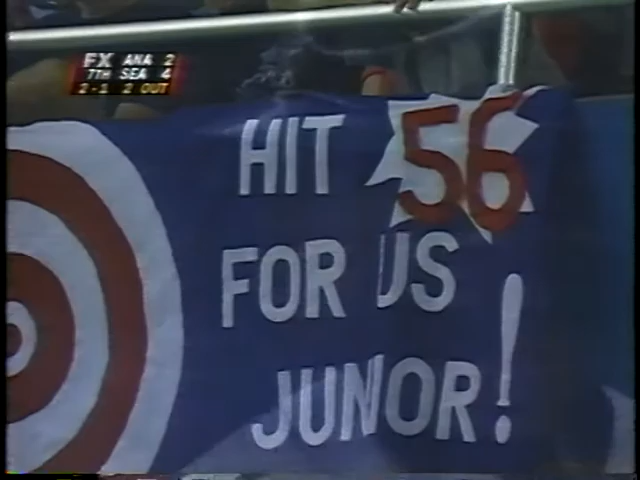 FX ANA 2
7TH SEA 4
2-1 2 OUT
HIT 56
FOR US
JUNOR!